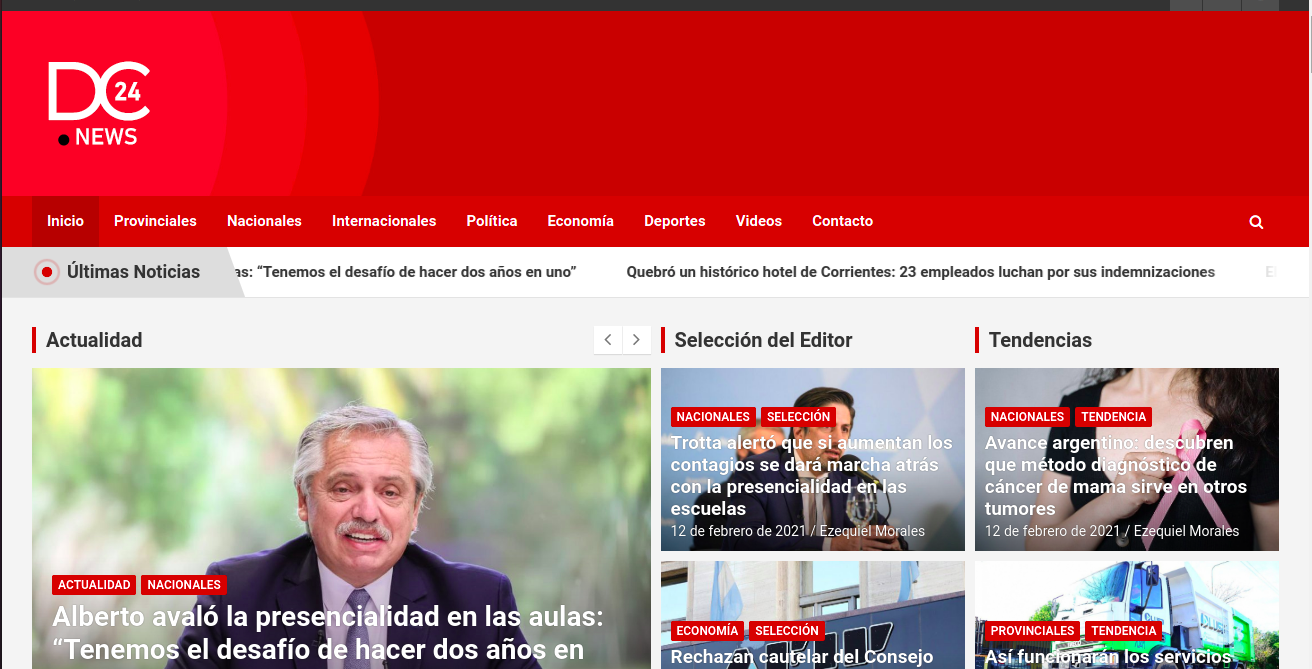 DC 24
NEWS
Inicio Provinciales Nacionales Internacionales Política Economía Deportes Videos Contacto
Últimas Noticias as: “Tenemos el desafío de hacer dos años en uno” Quebró un histórico hotel de Corrientes: 23 empleados luchan por sus indemnizaciones
Actualidad
ACTUALIDAD NACIONALES
Alberto avaló la presencialidad en las aulas:
“Tenemos el desafío de hacer dos años en
Selección del Editor
NACIONALES SELECCIÓN
Trotta alertó que si aumentan los
contagios se dará marcha atrás
con la presencialidad en las
escuelas
12 de febrero de 2021 / Ezequiel Morales
ECONOMÍA SELECCIÓN
Rechazan cautelar del Consejo
Tendencias
NACIONALES TENDENCIA
Avance argentino: descubren
que método diagnóstico de
cáncer de mama sirve en otros
tumores
12 de febrero de 2021 / Ezequiel Morales
PROVINCIALES TENDENCIA
Así funcionarán los servicios